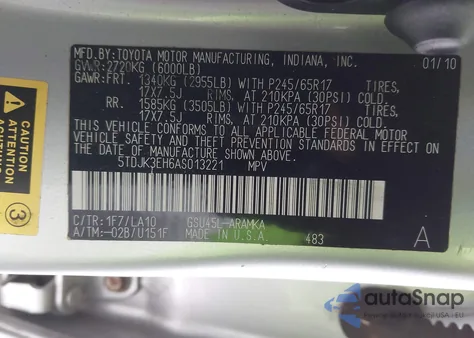 MFD.BY: TOYOTA MOTOR MANUFACTURING, INDIANA, INC. 01/10
GVWR: 2720KG (6000LB)
GAWR: FRT. 1340KG (2955LB) WITH P245/65R17 TIRES,
17X7.5J RIMS, AT 210KPA (30PSI) COLD.
RR. 1585KG (3505LB) WITH P245/65R17 TIRES,
17X7.5J RIMS, AT 210KPA (30PSI) COLD.
THIS VEHICLE CONFORMS TO ALL APPLICABLE FEDERAL MOTOR
VEHICLE SAFETY AND THEFT PREVENTION STANDARDS IN EFFECT
ON THE DATE OF MANUFACTURE SHOWN ABOVE.
5TDJK3EH6AS013221 MPV
C/TR: 1F7/LA10 GSU45L-ARAMKA
A/TM: -02B/U151F MADE IN U.S.A. 483 A
CAUTION
ATTENTION
3
autoSnap
UNITED STATES - EU